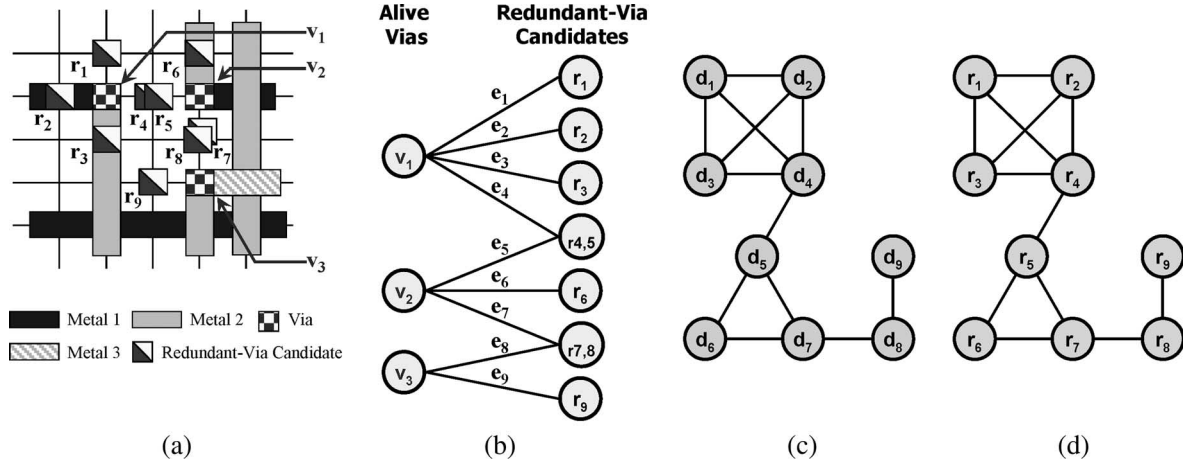 v1
v2
r1
r6
r2
r4
r5
r3
r8
r7
r9
v3
Metal 1
Metal 2
Via
Metal 3
Redundant-Via Candidate
(a)
Alive Vias
Redundant-Via Candidates
e1
e2
e3
e4
e5
e6
e7
e8
e9
v1
v2
v3
r1
r2
r3
r4,5
r6
r7,8
r9
(b)
d1
d2
d3
d4
d5
d9
d6
d7
d8
(c)
r1
r2
r3
r4
r5
r9
r6
r7
r8
(d)